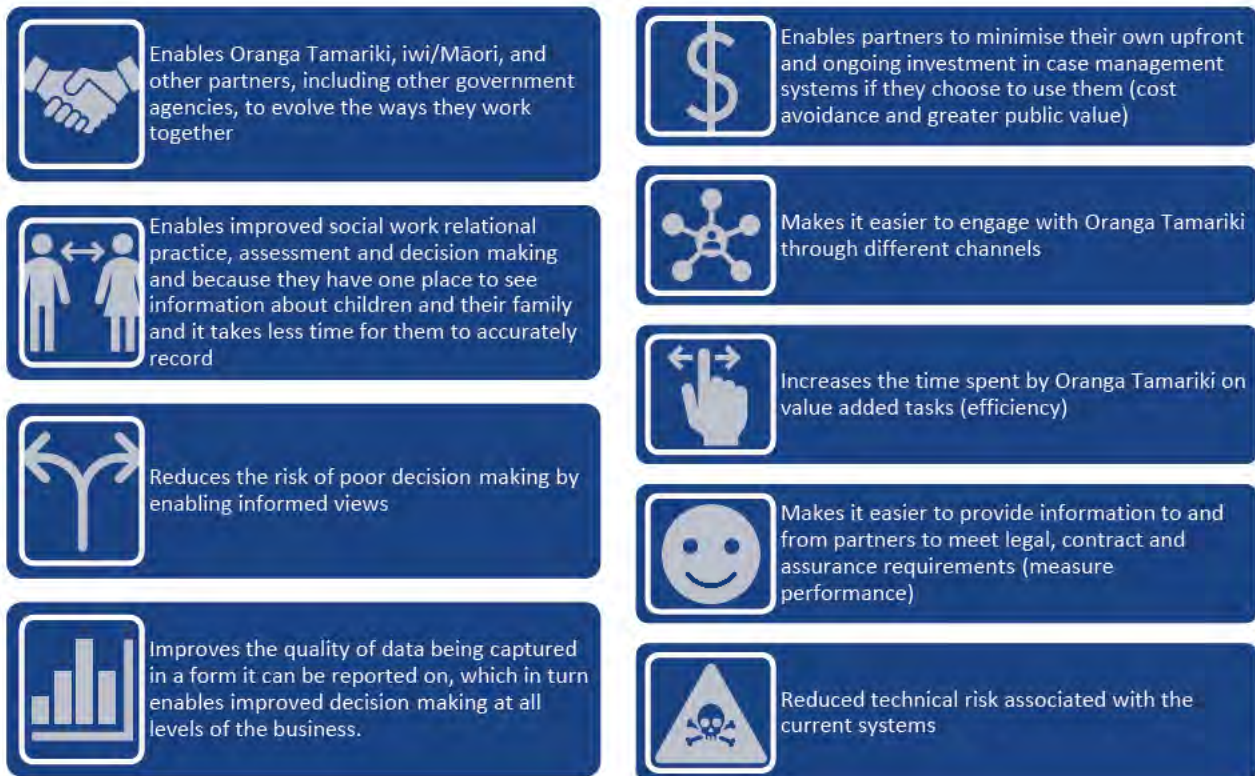 Enables Oranga Tamariki, iwi/Māori, and
other partners, including other government
agencies, to evolve the ways they work
together
Enables improved social work relational
practice, assessment and decision making
and because they have one place to see
information about children and their family
and it takes less time for them to accurately
record
Reduces the risk of poor decision making by
enabling informed views
Improves the quality of data being captured
in a form it can be reported on, which in turn
enables improved decision making at all
levels of the business.
Enables partners to minimise their own upfront
and ongoing investment in case management
systems if they choose to use them (cost
avoidance and greater public value)
Makes it easier to engage with Oranga Tamariki
through different channels
Increases the time spent by Oranga Tamariki on
value added tasks (efficiency)
Makes it easier to provide information to and
from partners to meet legal, contract and
assurance requirements (measure
performance)
Reduced technical risk associated with the
current systems